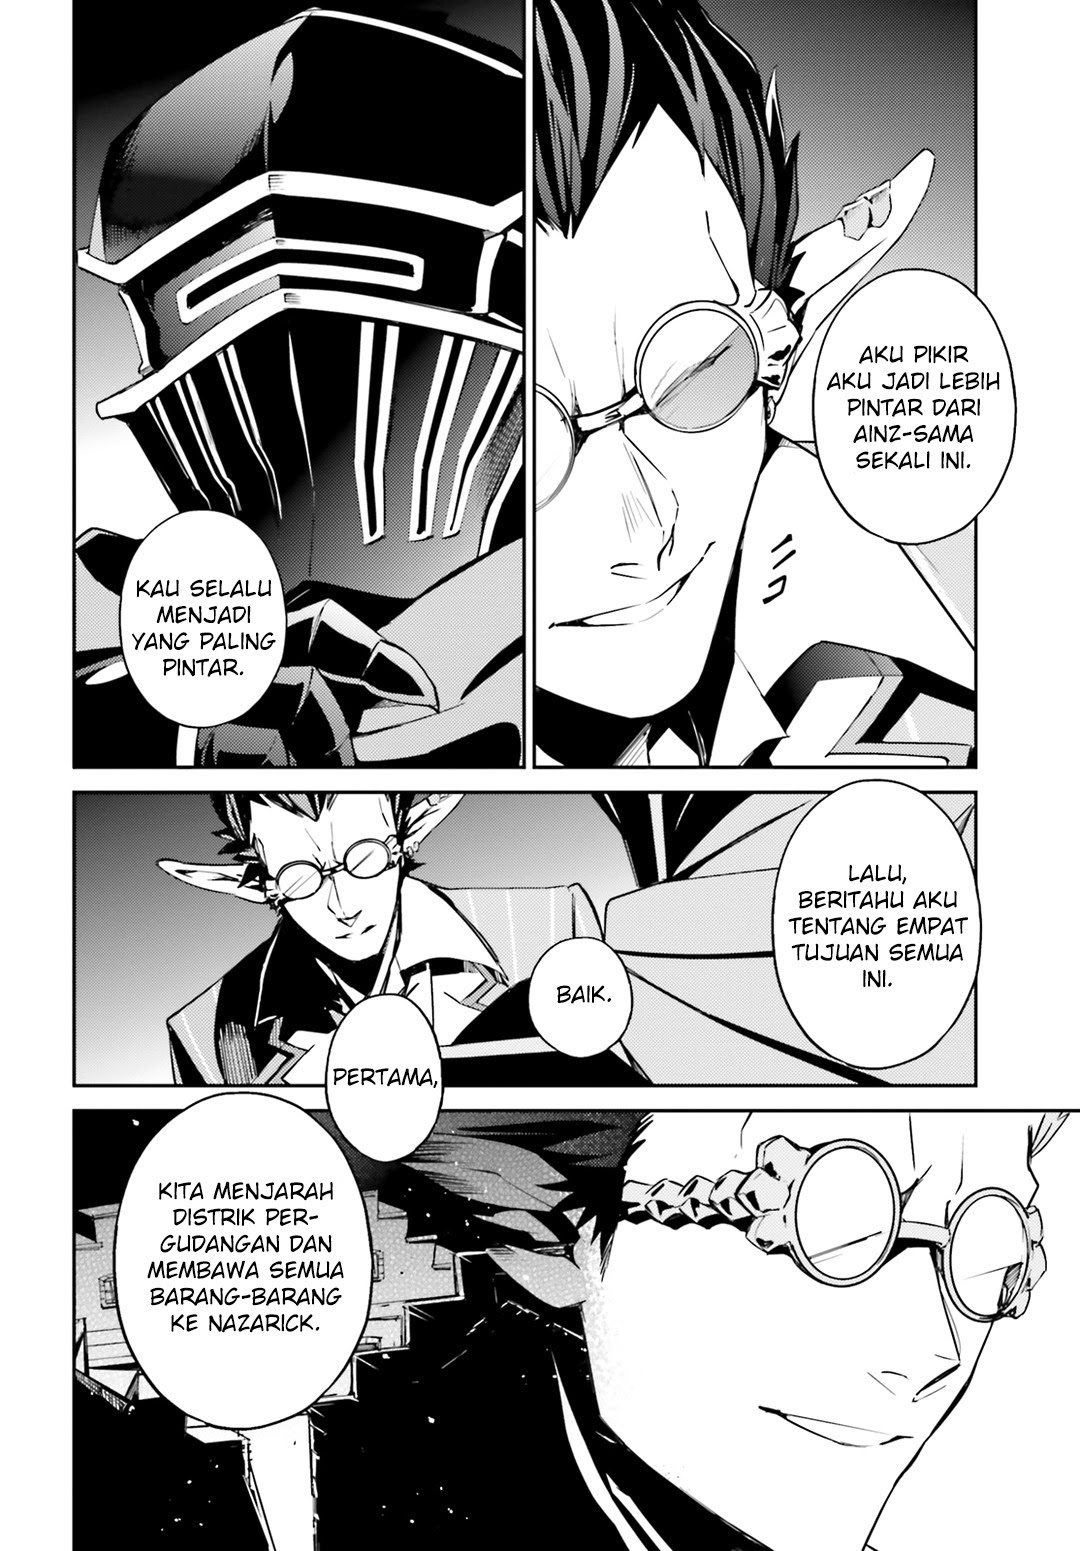 AKU PIKIR
AKU JADI LEBIH
PINTAR DARI
AINZ-SAMA
SEKALI INI.
KAU SELALU
MENJADI
YANG PALING
PINTAR.
LALU,
BERITAHU AKU
TENTANG EMPAT
TUJUAN SEMUA
INI.
BAIK.
PERTAMA,
KITA MENJARAH
DISTRIK PER-
GUDANGAN DAN
MEMBAWA SEMUA
BARANG-BARANG
KE NAZARICK.